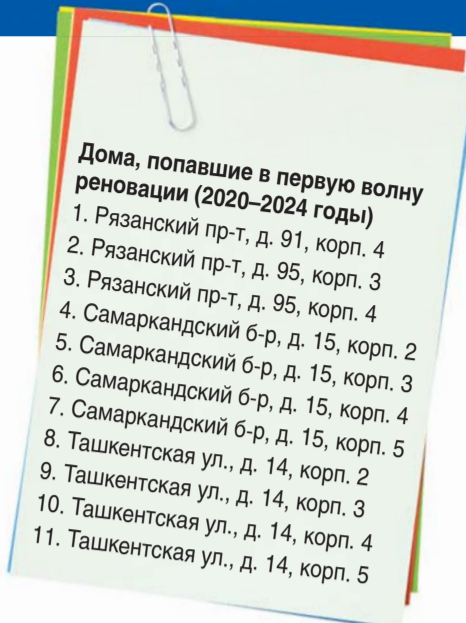 Дома, попавшие в первую волну
реновации (2020–2024 годы)
1. Рязанский пр-т, д. 91, корп. 4
2. Рязанский пр-т, д. 95, корп. 3
3. Рязанский пр-т, д. 95, корп. 4
4. Самаркандский б-р, д. 15, корп. 2
5. Самаркандский б-р, д. 15, корп. 3
6. Самаркандский б-р, д. 15, корп. 4
7. Самаркандский б-р, д. 15, корп. 5
8. Ташкентская ул., д. 14, корп. 2
9. Ташкентская ул., д. 14, корп. 3
10. Ташкентская ул., д. 14, корп. 4
11. Ташкентская ул., д. 14, корп. 5